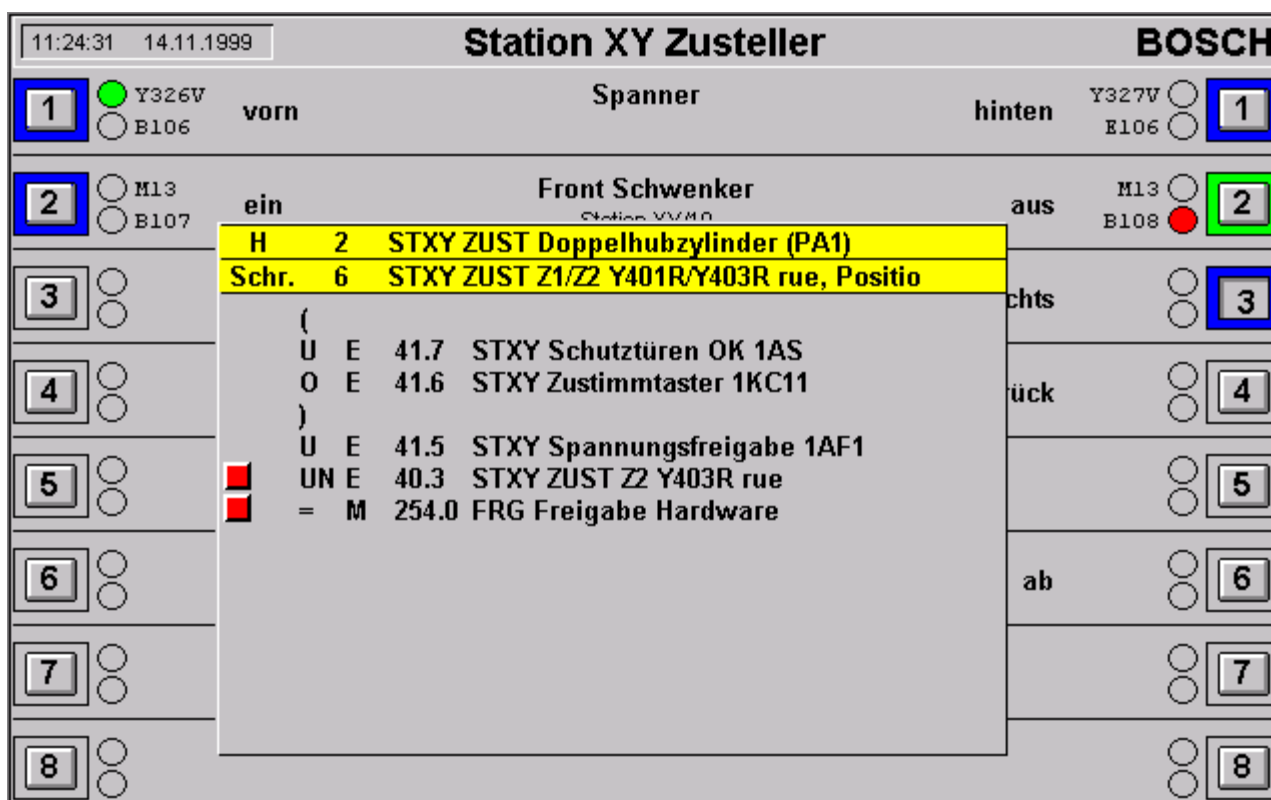 11:24:31 14.11.1999 Station XY Zusteller BOSCH
1 Y326V vorn Spanner hinten Y327V 1
B106 E106
2 M13 ein Front Schwenker aus M13 2
B107 B108
H 2 STXY ZUST Doppelhubzylinder (PA1)
Schr. 6 STXY ZUST Z1/Z2 Y401R/Y403R rue, Positio
3 chts 3
(
U E 41.7 STXY Schutztüren OK 1AS
O E 41.6 STXY Zustimmtaster 1KC11
4 rück 4
)
U E 41.5 STXY Spannungsfreigabe 1AF1
5 UN E 40.3 STXY ZUST Z2 Y403R rue 5
= M 254.0 FRG Freigabe Hardware
6 ab 6
7 7
8 8